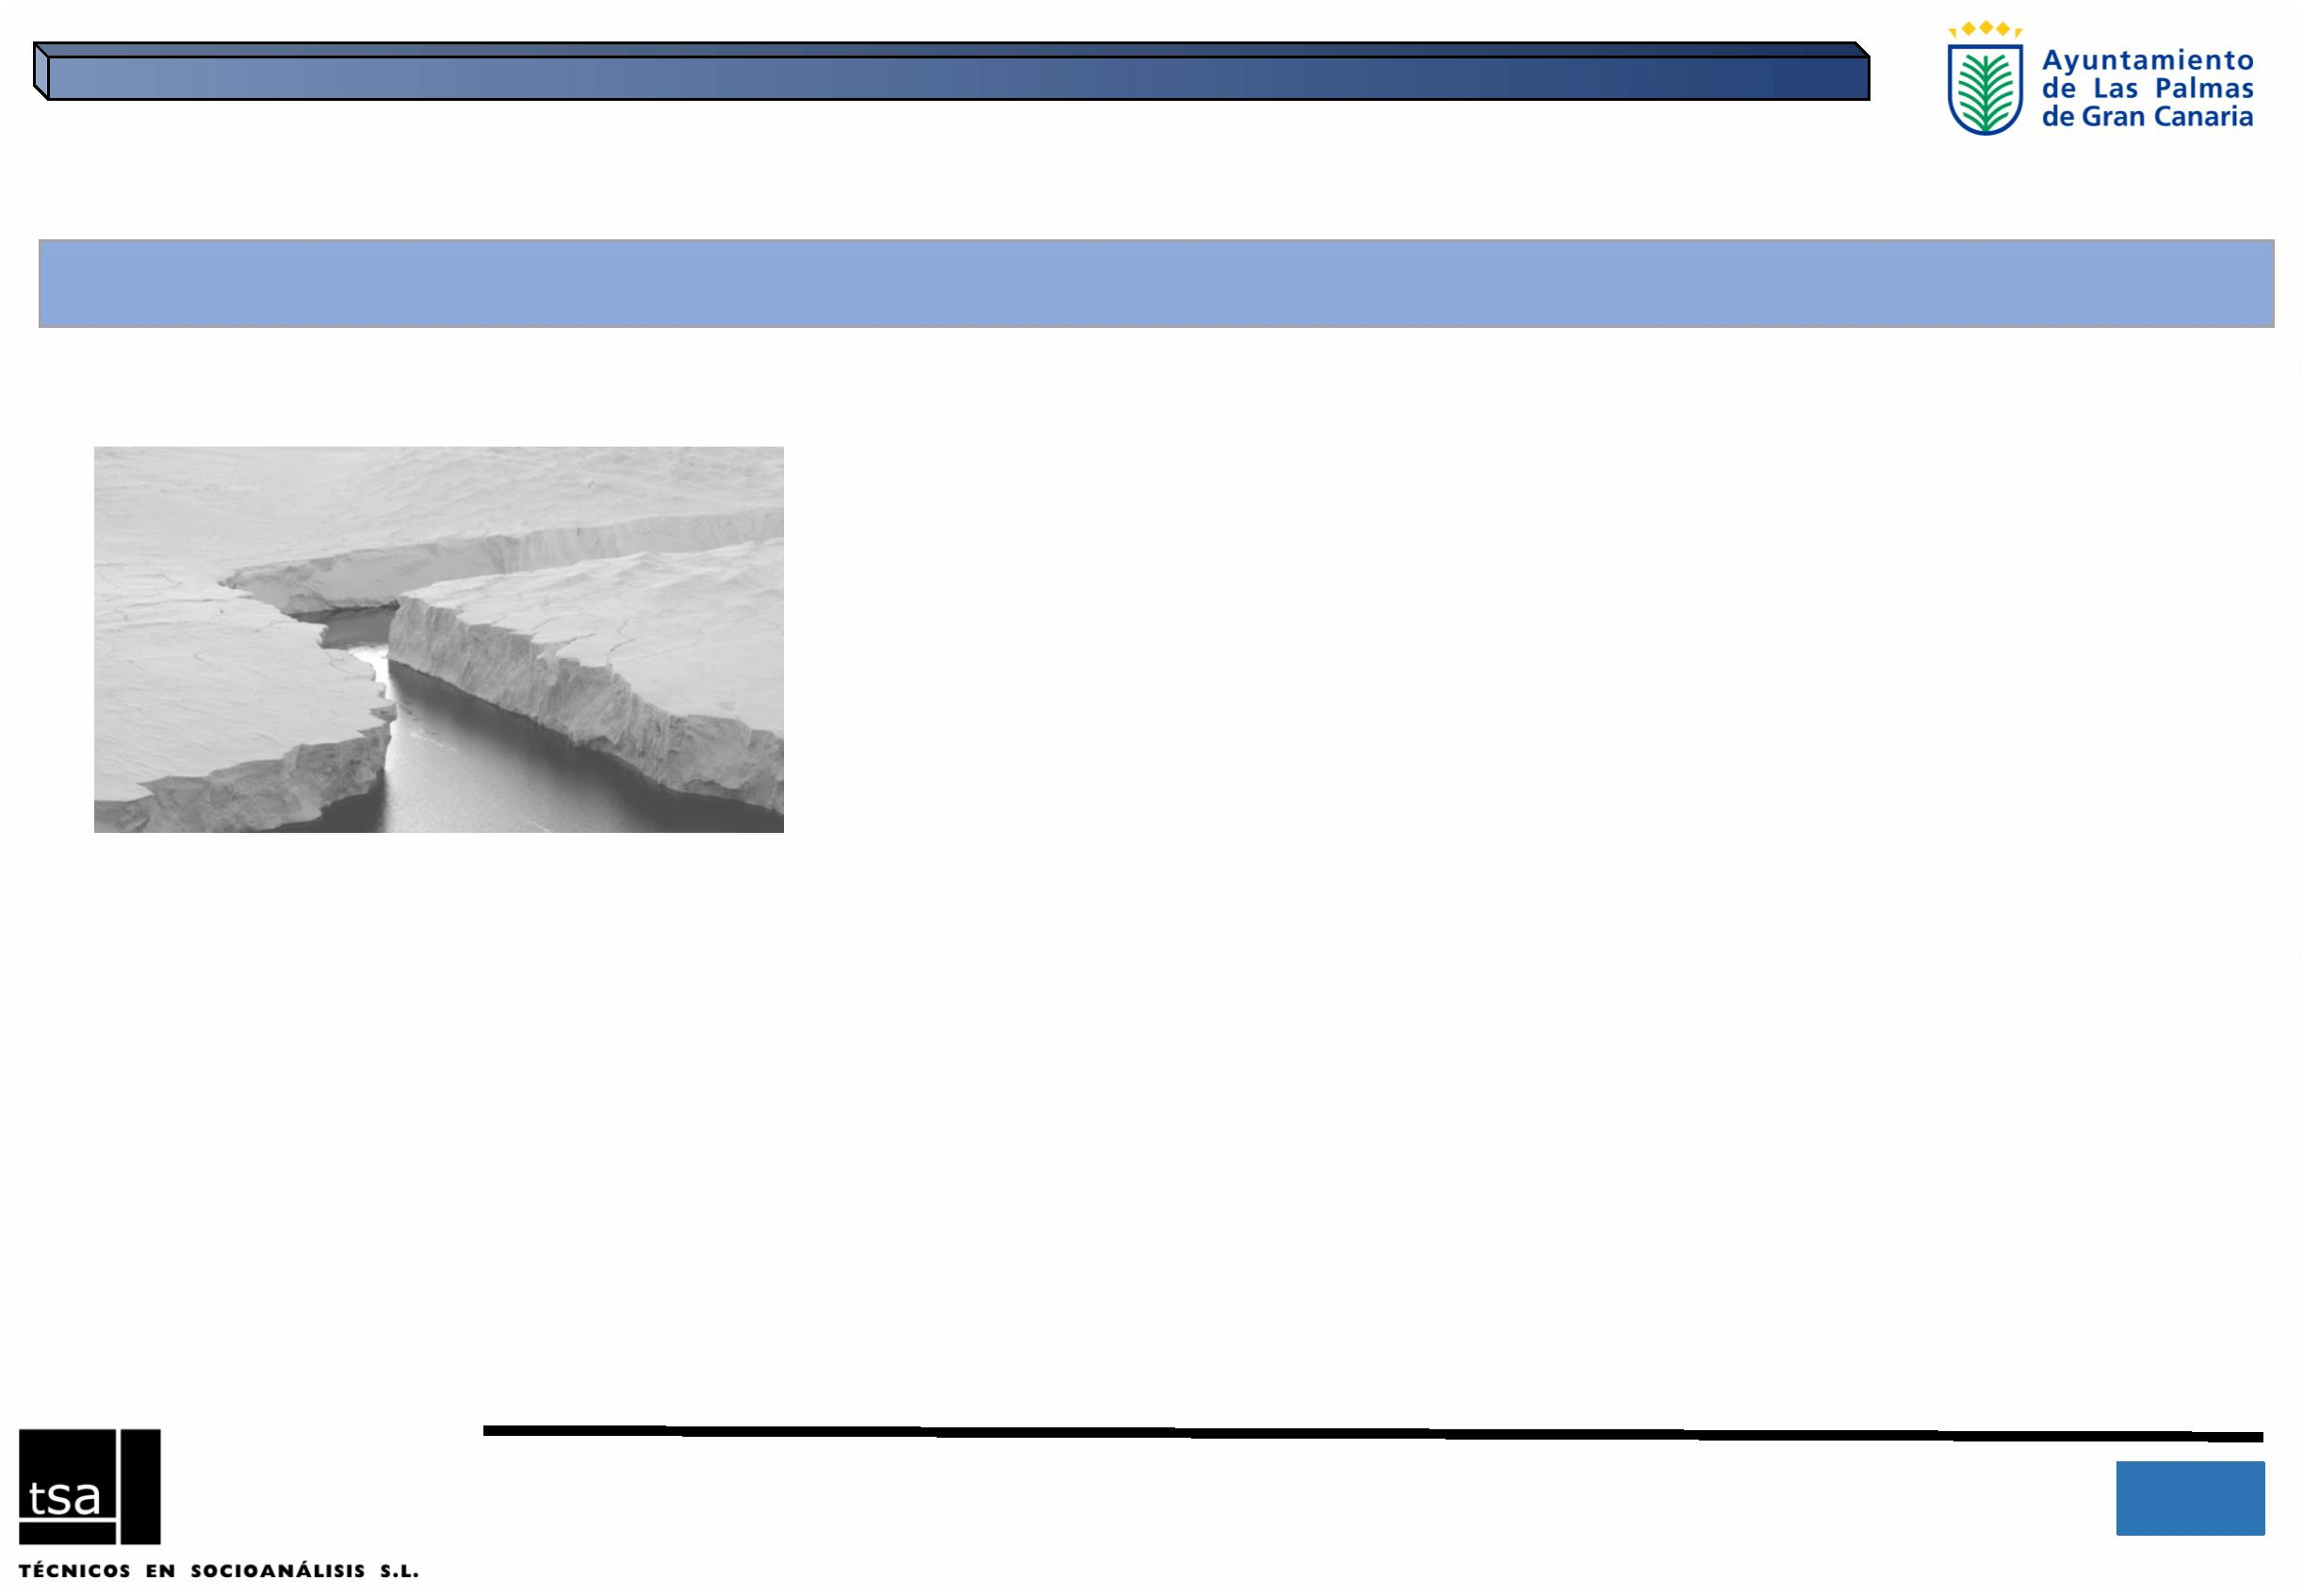 Ayuntamiento
de Las Palmas
de Gran Canaria
tsa
TÉCNICOS EN SOCIOANÁLISIS S.L.